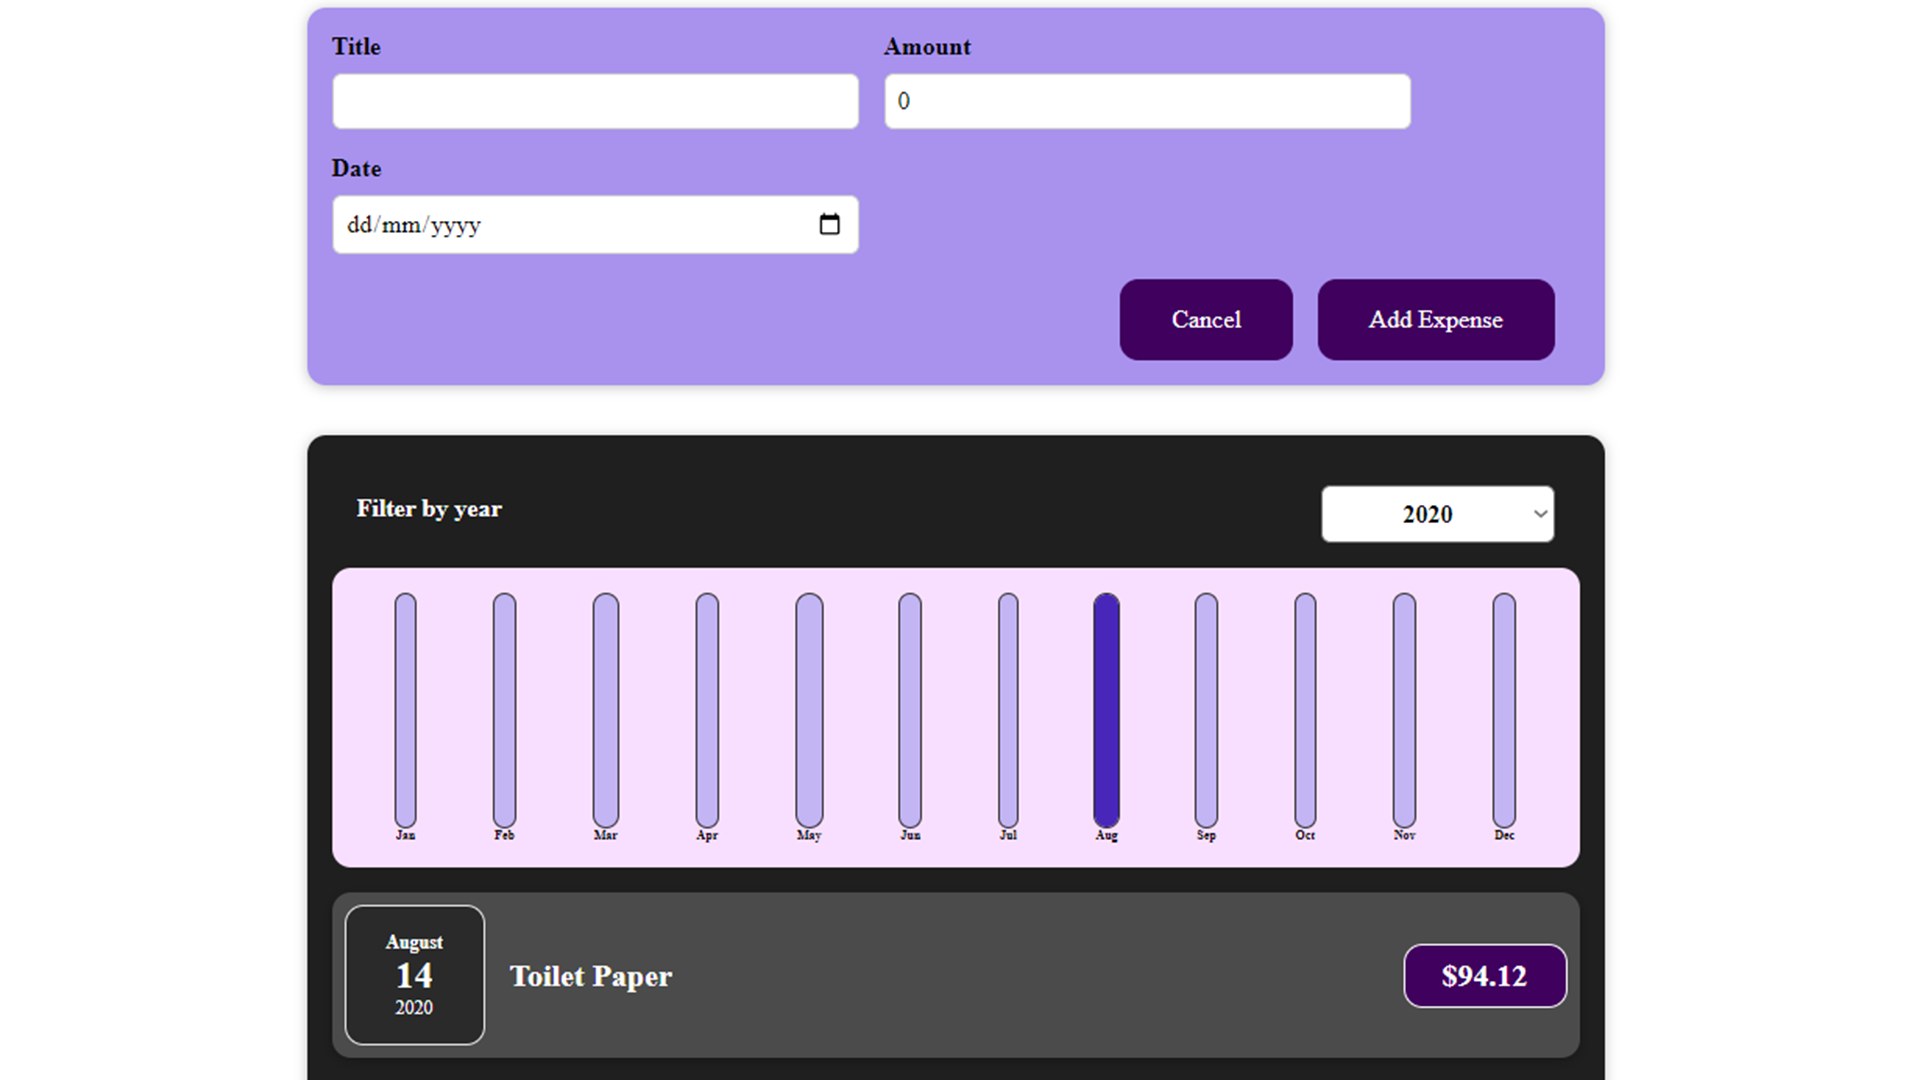 Title
Amount
0
Date
dd/mm/yyyy
Cancel
Add Expense
Filter by year
2020
Jan
Feb
Mar
Apr
May
Jun
Jul
Aug
Sep
Oct
Nov
Dec
August
14
2020
Toilet Paper
$94.12